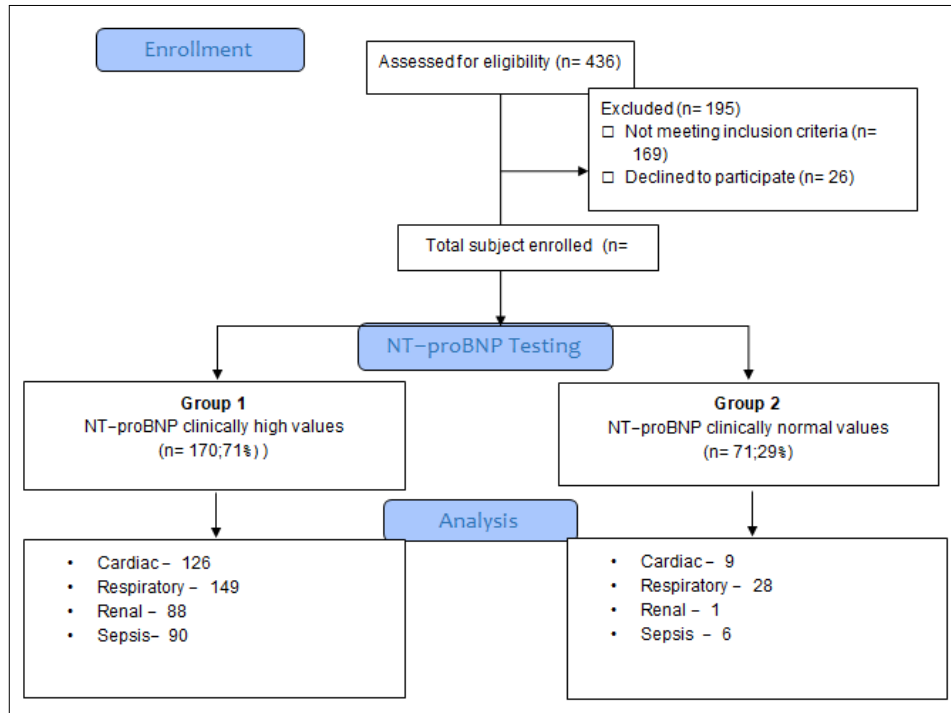 Enrollment
Assessed for eligibility (n= 436)
Excluded (n= 195)
□ Not meeting inclusion criteria (n=
169)
□ Declined to participate (n= 26)
Total subject enrolled (n=
NT-proBNP Testing
Group 1
NT-proBNP clinically high values
(n= 170;71%) )
Group 2
NT-proBNP clinically normal values
(n= 71;29%)
Analysis
• Cardiac - 126
• Respiratory - 149
• Renal - 88
• Sepsis- 90
• Cardiac - 9
• Respiratory - 28
• Renal - 1
• Sepsis - 6